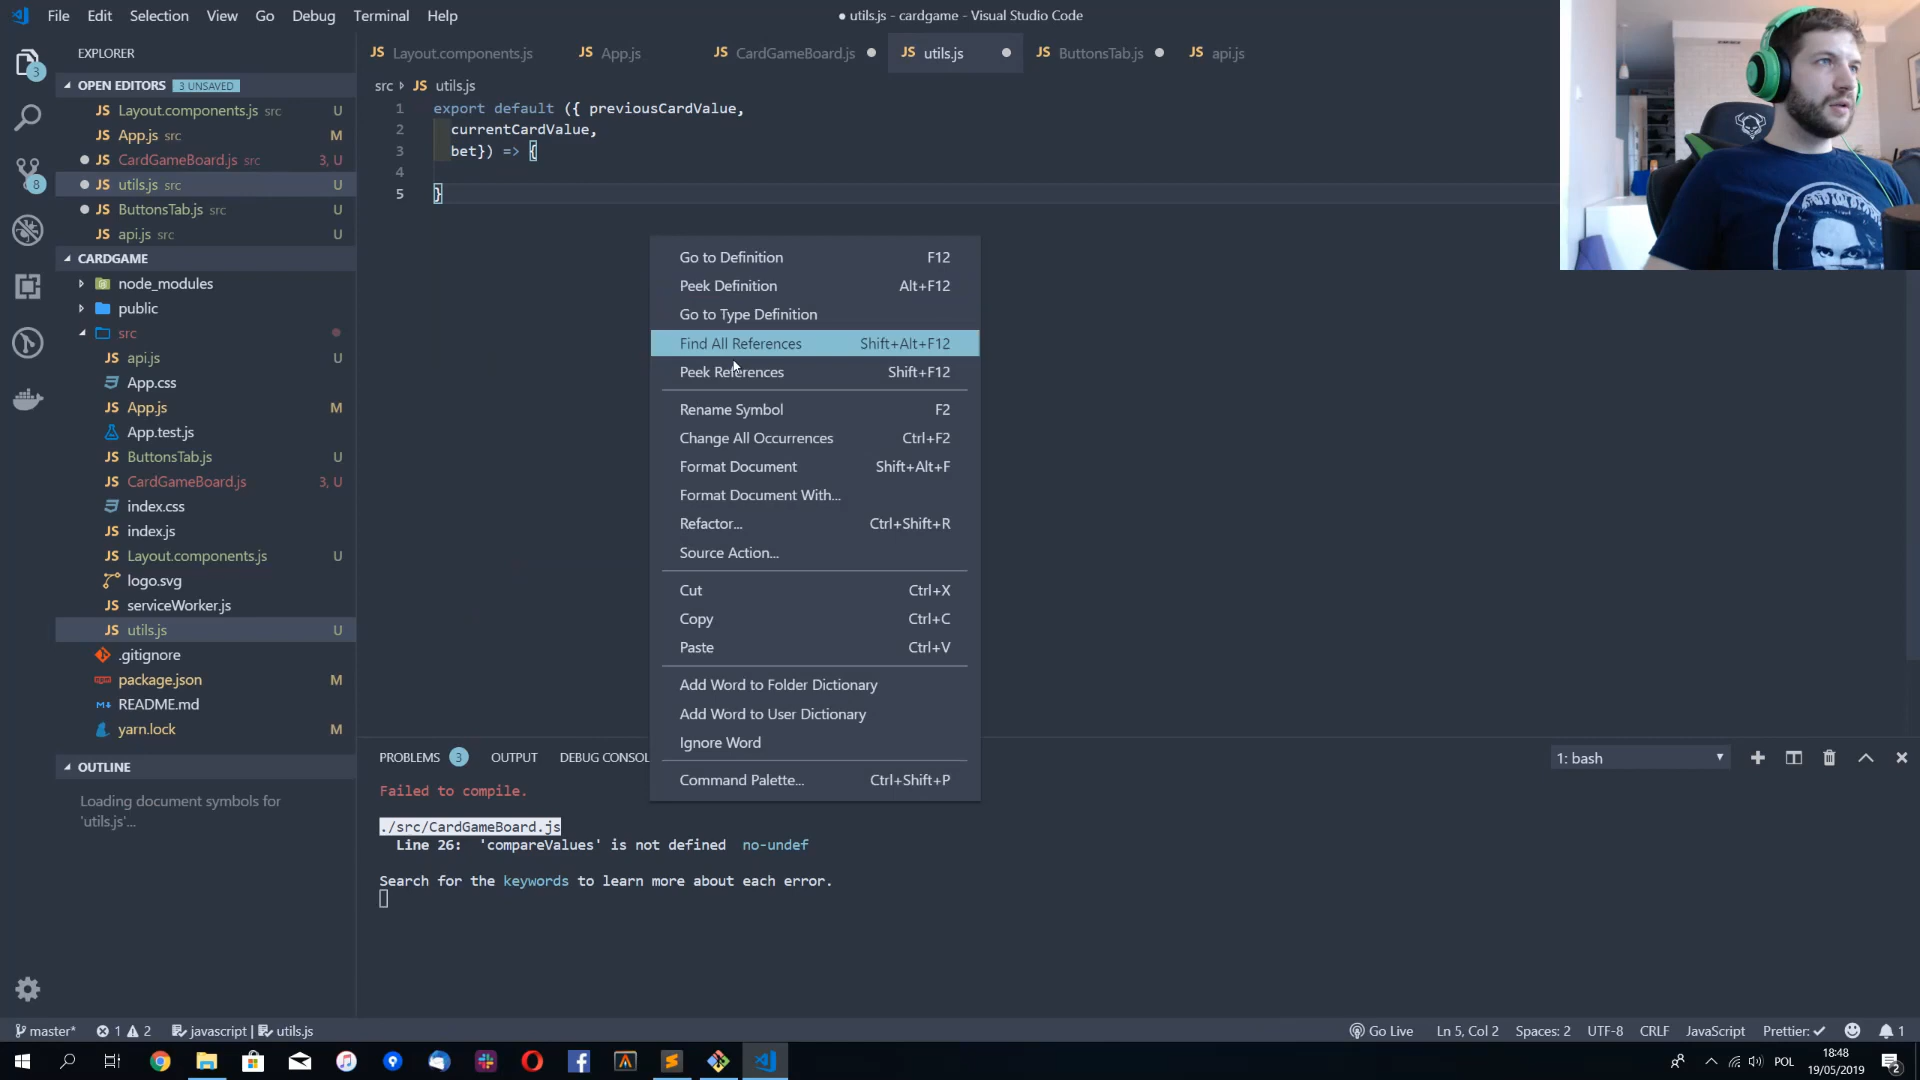 File Edit Selection View Go Debug Terminal Help
● utils.js - cardgame - Visual Studio Code
EXPLORER
OPEN EDITORS 3 UNSAVED
JS Layout.components.js src U
JS App.js src M
JS CardGameBoard.js src 3, U
JS utils.js src U
JS ButtonsTab.js src U
JS api.js src U
CARDGAME
node_modules
public
src
JS api.js U
App.css
JS App.js M
App.test.js
JS ButtonsTab.js U
JS CardGameBoard.js 3, U
index.css
JS index.js
JS Layout.components.js U
logo.svg
JS serviceWorker.js
JS utils.js U
.gitignore
package.json M
README.md
yarn.lock M
OUTLINE
Loading document symbols for
'utils.js'...
3
8
JS Layout.components.js JS App.js JS CardGameBoard.js JS utils.js JS ButtonsTab.js JS api.js
src JS utils.js
1 export default ({ previousCardValue,
2 currentCardValue,
3 bet}) => {
4
5 }
Go to Definition F12
Peek Definition Alt+F12
Go to Type Definition
Find All References Shift+Alt+F12
Peek References Shift+F12
Rename Symbol F2
Change All Occurrences Ctrl+F2
Format Document Shift+Alt+F
Format Document With...
Refactor... Ctrl+Shift+R
Source Action...
Cut Ctrl+X
Copy Ctrl+C
Paste Ctrl+V
Add Word to Folder Dictionary
Add Word to User Dictionary
Ignore Word
Command Palette... Ctrl+Shift+P
PROBLEMS 3 OUTPUT DEBUG CONSOL
1: bash
Failed to compile.
./src/CardGameBoard.js
Line 26: 'compareValues' is not defined no-undef
Search for the keywords to learn more about each error.
master* 1 2 javascript | utils.js
Go Live Ln 5, Col 2 Spaces: 2 UTF-8 CRLF JavaScript Prettier: ✓ 1
POL 18:48
19/05/2019 2